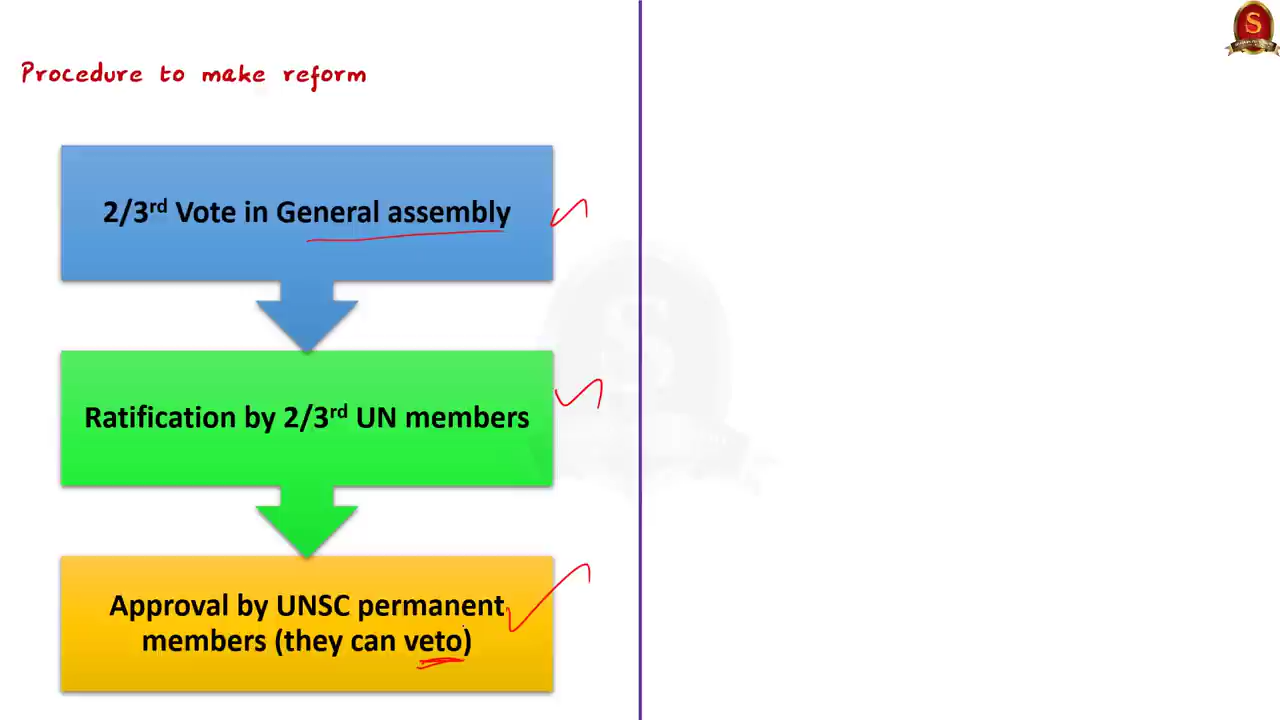 Procedure to make reform
2/3rd Vote in General assembly
Ratification by 2/3rd UN members
Approval by UNSC permanent
members (they can veto)
S